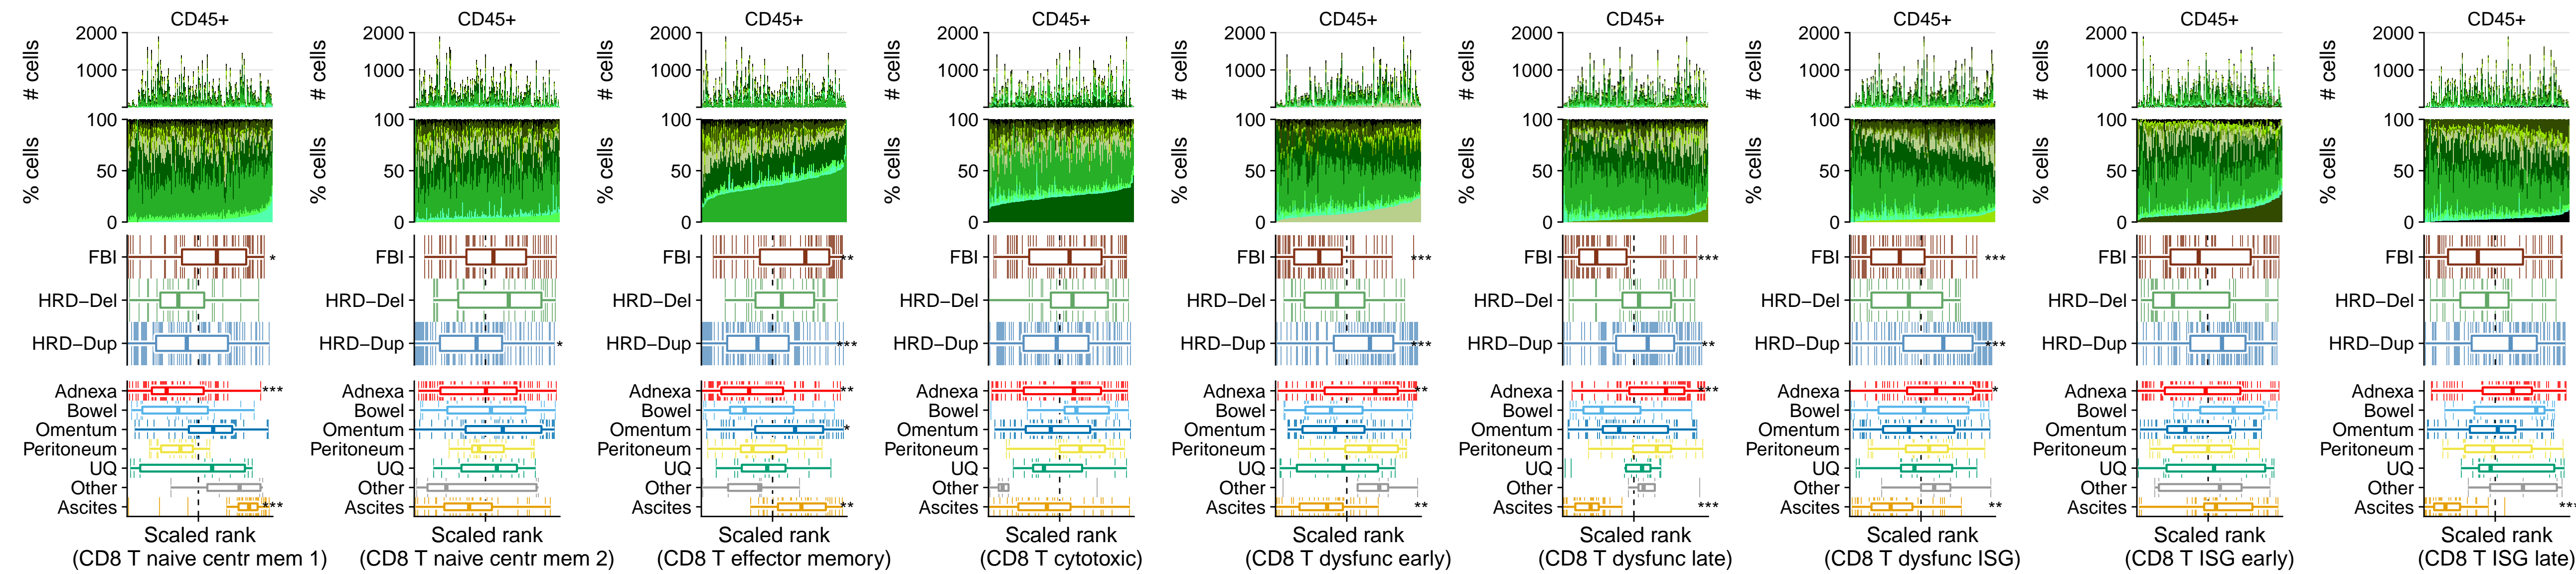 CD45+ CD45+ CD45+ CD45+ CD45+ CD45+ CD45+ CD45+ CD45+
2000 2000 2000 2000 2000 2000 2000 2000 2000
# cells # cells # cells # cells # cells # cells # cells # cells # cells
1000 1000 1000 1000 1000 1000 1000 1000 1000
100 100 100 100 100 100 100 100 100
% cells % cells % cells % cells % cells % cells % cells % cells % cells
50 50 50 50 50 50 50 50 50
0 0 0 0 0 0 0 0 0
FBI * FBI FBI ** FBI FBI *** FBI *** FBI *** FBI FBI
HRD–Del HRD–Del HRD–Del HRD–Del HRD–Del HRD–Del HRD–Del HRD–Del HRD–Del
HRD–Dup HRD–Dup * HRD–Dup *** HRD–Dup HRD–Dup *** HRD–Dup ** HRD–Dup *** HRD–Dup HRD–Dup
Adnexa *** Adnexa Adnexa ** Adnexa Adnexa ** Adnexa *** Adnexa * Adnexa Adnexa
Bowel Bowel Bowel Bowel Bowel Bowel Bowel Bowel Bowel
Omentum Omentum Omentum * Omentum Omentum Omentum Omentum Omentum Omentum
Peritoneum Peritoneum Peritoneum Peritoneum Peritoneum Peritoneum Peritoneum Peritoneum Peritoneum
UQ UQ UQ UQ UQ UQ UQ UQ UQ
Other Other Other Other Other Other Other Other Other
Ascites *** Ascites Ascites ** Ascites Ascites ** Ascites *** Ascites ** Ascites Ascites **
Scaled rank Scaled rank Scaled rank Scaled rank Scaled rank Scaled rank Scaled rank Scaled rank Scaled rank
(CD8 T naive centr mem 1) (CD8 T naive centr mem 2) (CD8 T effector memory) (CD8 T cytotoxic) (CD8 T dysfunc early) (CD8 T dysfunc late) (CD8 T dysfunc ISG) (CD8 T ISG early) (CD8 T ISG late)